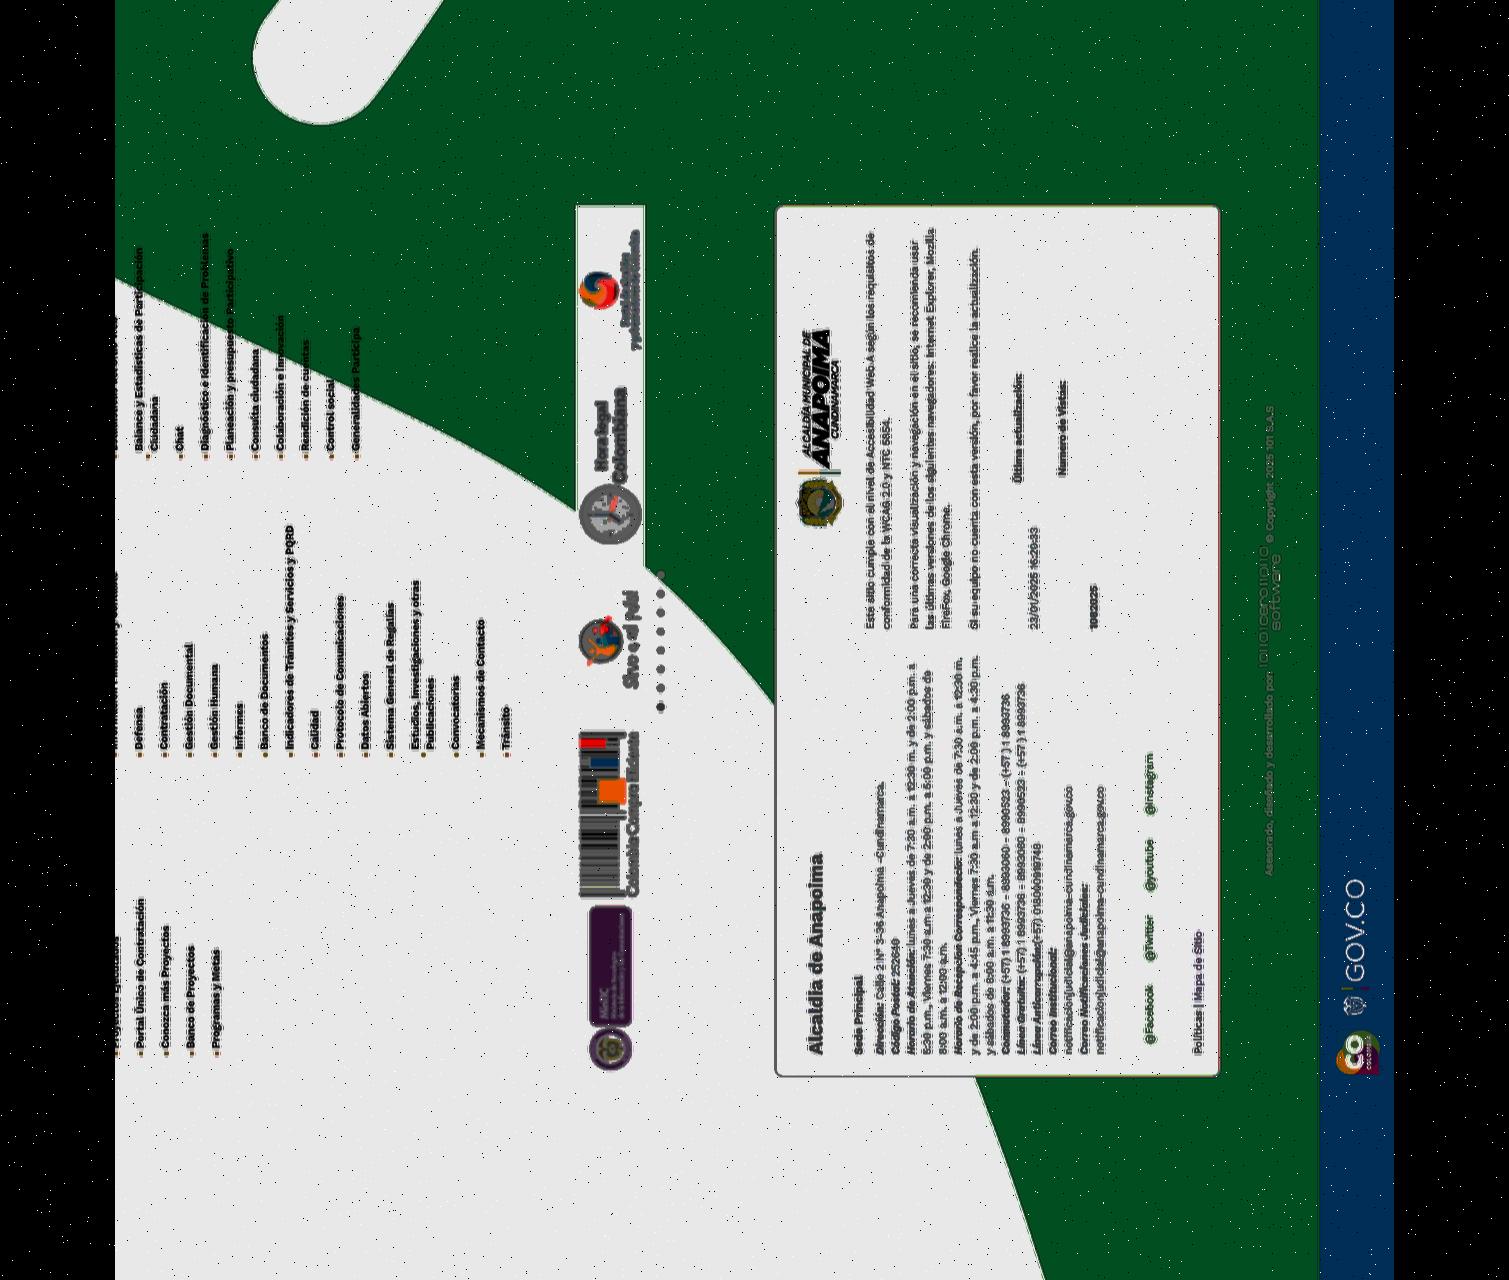 Portal Único de Contratación
Conozca más Proyectos
Banco de Proyectos
Programas y Metas
Defensa
Contratación
Gestión Documental
Gestión Humana
Informes
Banco de Documentos
Indicadores de Trámites y Servicios y PQRD
Calidad
Protocolo de Comunicaciones
Datos Abiertos
Sistema General de Regalías
Estudios, Investigaciones y otras
Publicaciones
Convocatorias
Mecanismos de Contacto
Tránsito
Balance y Estadísticas de Participación
Ciudadana
Chat
Diagnóstico e identificación de Problemas
Planeación y presupuesto Participativo
Consulta ciudadana
Colaboración e Innovación
Rendición de cuentas
Control social
Generalidades Participa
MinTIC
Colombia Compra Eficiente
Sivo a al país
Hora legal
Colombiana
Alcaldía de Anapoima
Sede Principal
Dirección: Calle 2 Nº 3-36 Anapoima -Cundinamarca.
Código Postal: 252640
Horario de Atención: lunes a Jueves de 7:30 a.m. a 12:30 m. y de 2:00 p.m. a
5:30 p.m., Viernes 7:30 a.m a 12:30 y de 2:00 p.m. a 5:00 p.m. y sábados de
8:00 a.m. a 12:00 a.m.
Horario de Recepción Correspondencia: lunes a Jueves de 7:30 a.m. a 12:30 m.
y de 2:00 p.m. a 4:45 p.m., Viernes 7:30 a.m a 12:30 y de 2:00 p.m. a 4:30 p.m.
y sábados de 8:00 a.m. a 11:30 a.m.
Conmutador: (+57) 1 8993736 - 8993060 - 8990523 - (+57 ) 1 8993736
Línea Gratuita: (+57) 1 8993736 - 8993060 - 8990523 - (+57 ) 1 8993736
Línea Anticorrupción:(+57) 018000919748
Correo Institucional:
notificacionjudicial@anapoima-cundinamarca.gov.co
Correo Notificaciones Judiciales:
notificacionjudicial@anapoima-cundinamarca.gov.co
@Facebook @Twitter @youtube @instagram
Políticas | Mapa de Sitio
ALCALDÍA MUNICIPAL DE
ANAPOIMA
CUNDINAMARCA
Este sitio cumple con el nivel de Accesibilidad Web A según los requisitos de
conformidad de la WCAG 2.0 y NTC 5854.
Para una correcta visualización y navegación en el sitio, se recomienda usar
las últimas versiones de los siguientes navegadores: Internet Explorer, Mozilla
FireFox, Google Chrome.
Si su equipo no cuenta con esta versión, por favor realice la actualización.
Última actualización:
23/01/2025 16:20:33
Numero de Vistas:
Asesorado, diseñado y desarrollado por: software © Copyright. 2025 101 S.A.S
CO
COLOMBIA
GOV.CO